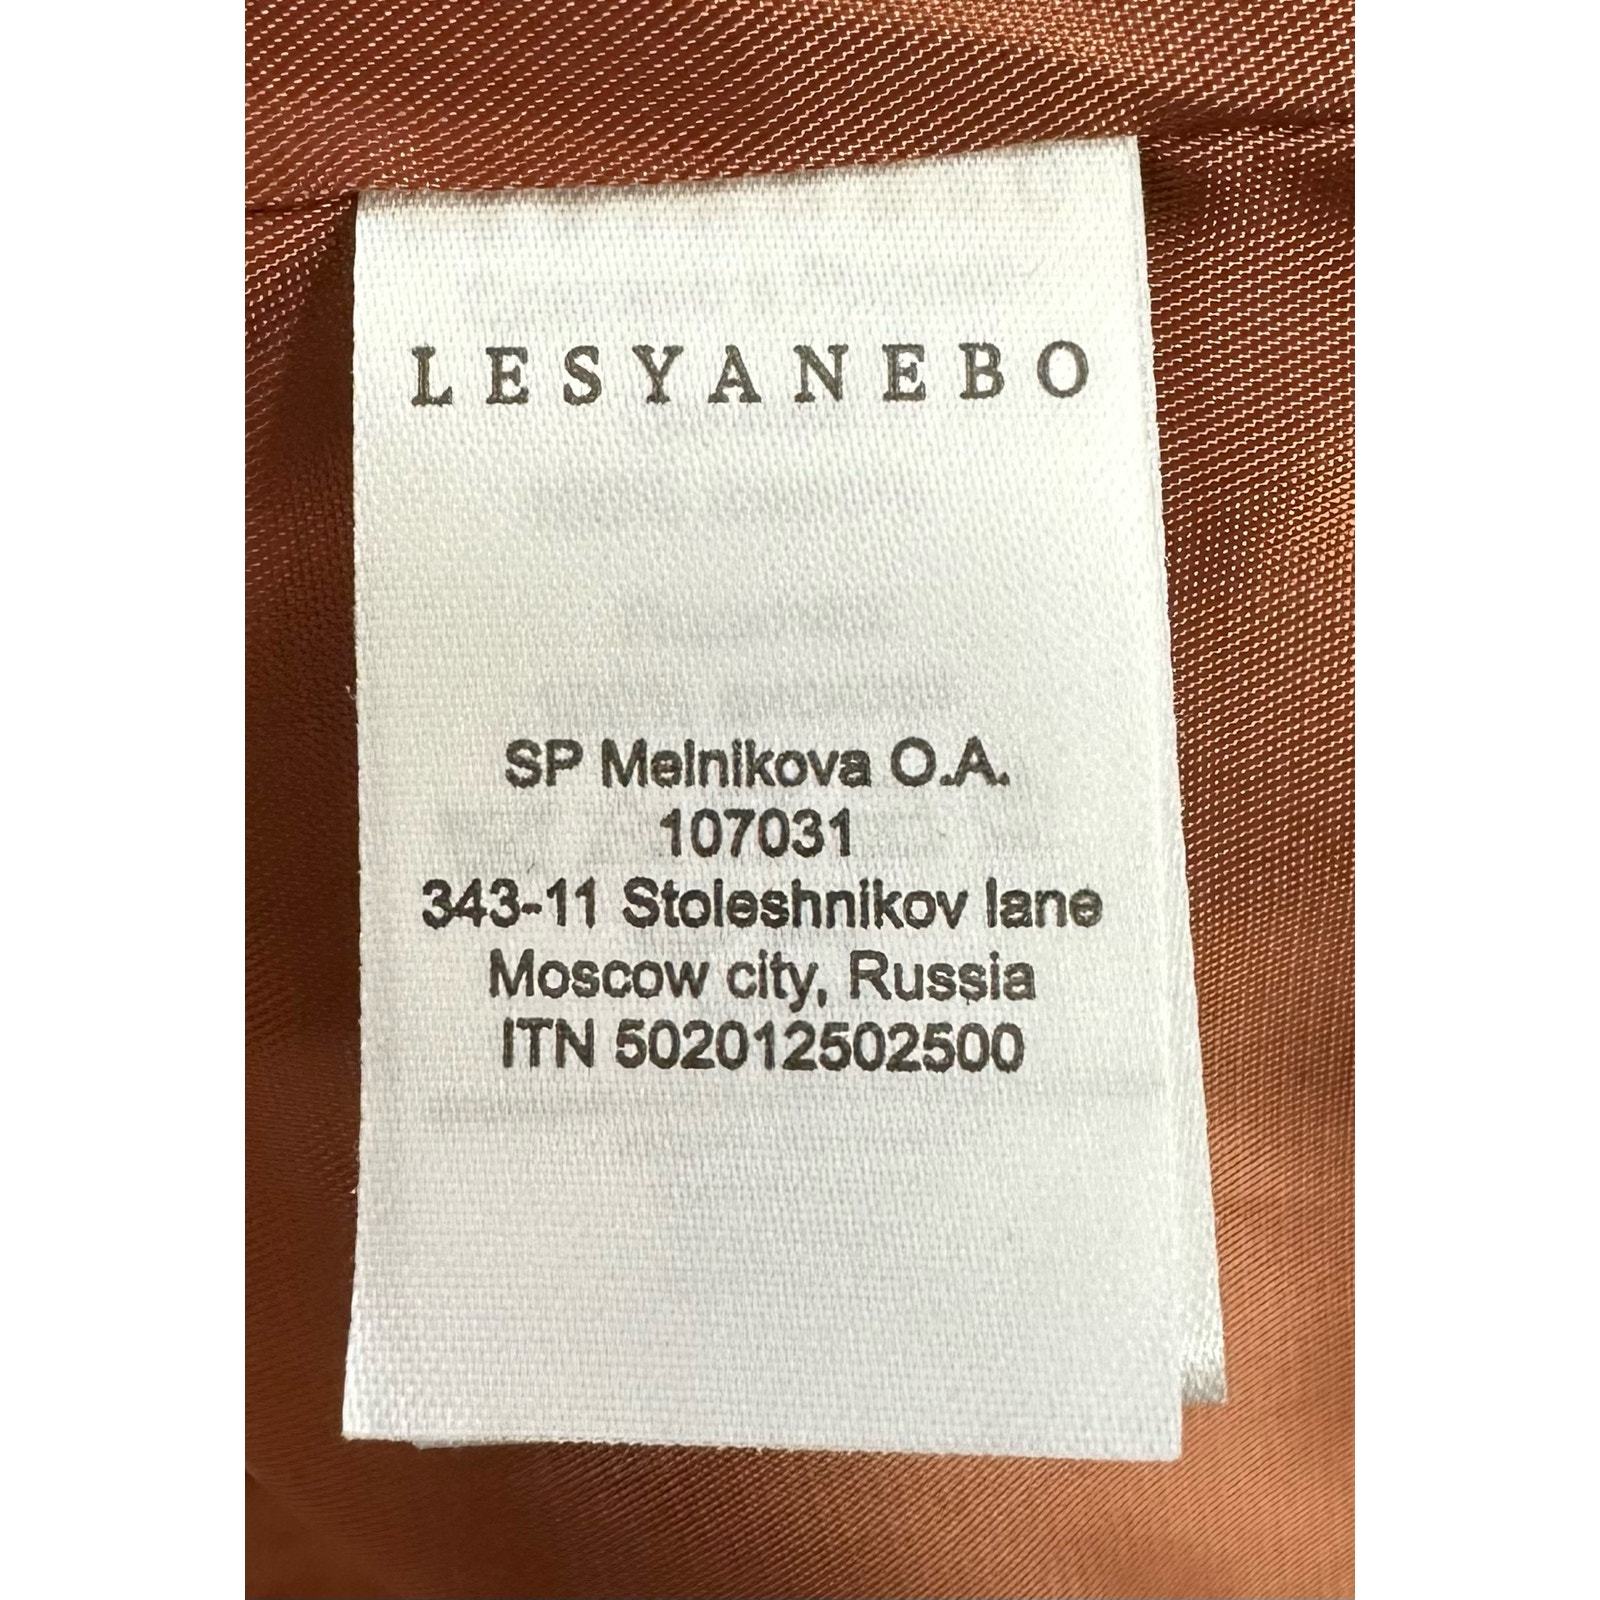 LESYANEBO
SP Melnikova O.A.
107031
343-11 Stoleshnikov lane
Moscow city, Russia
ITN 502012502500